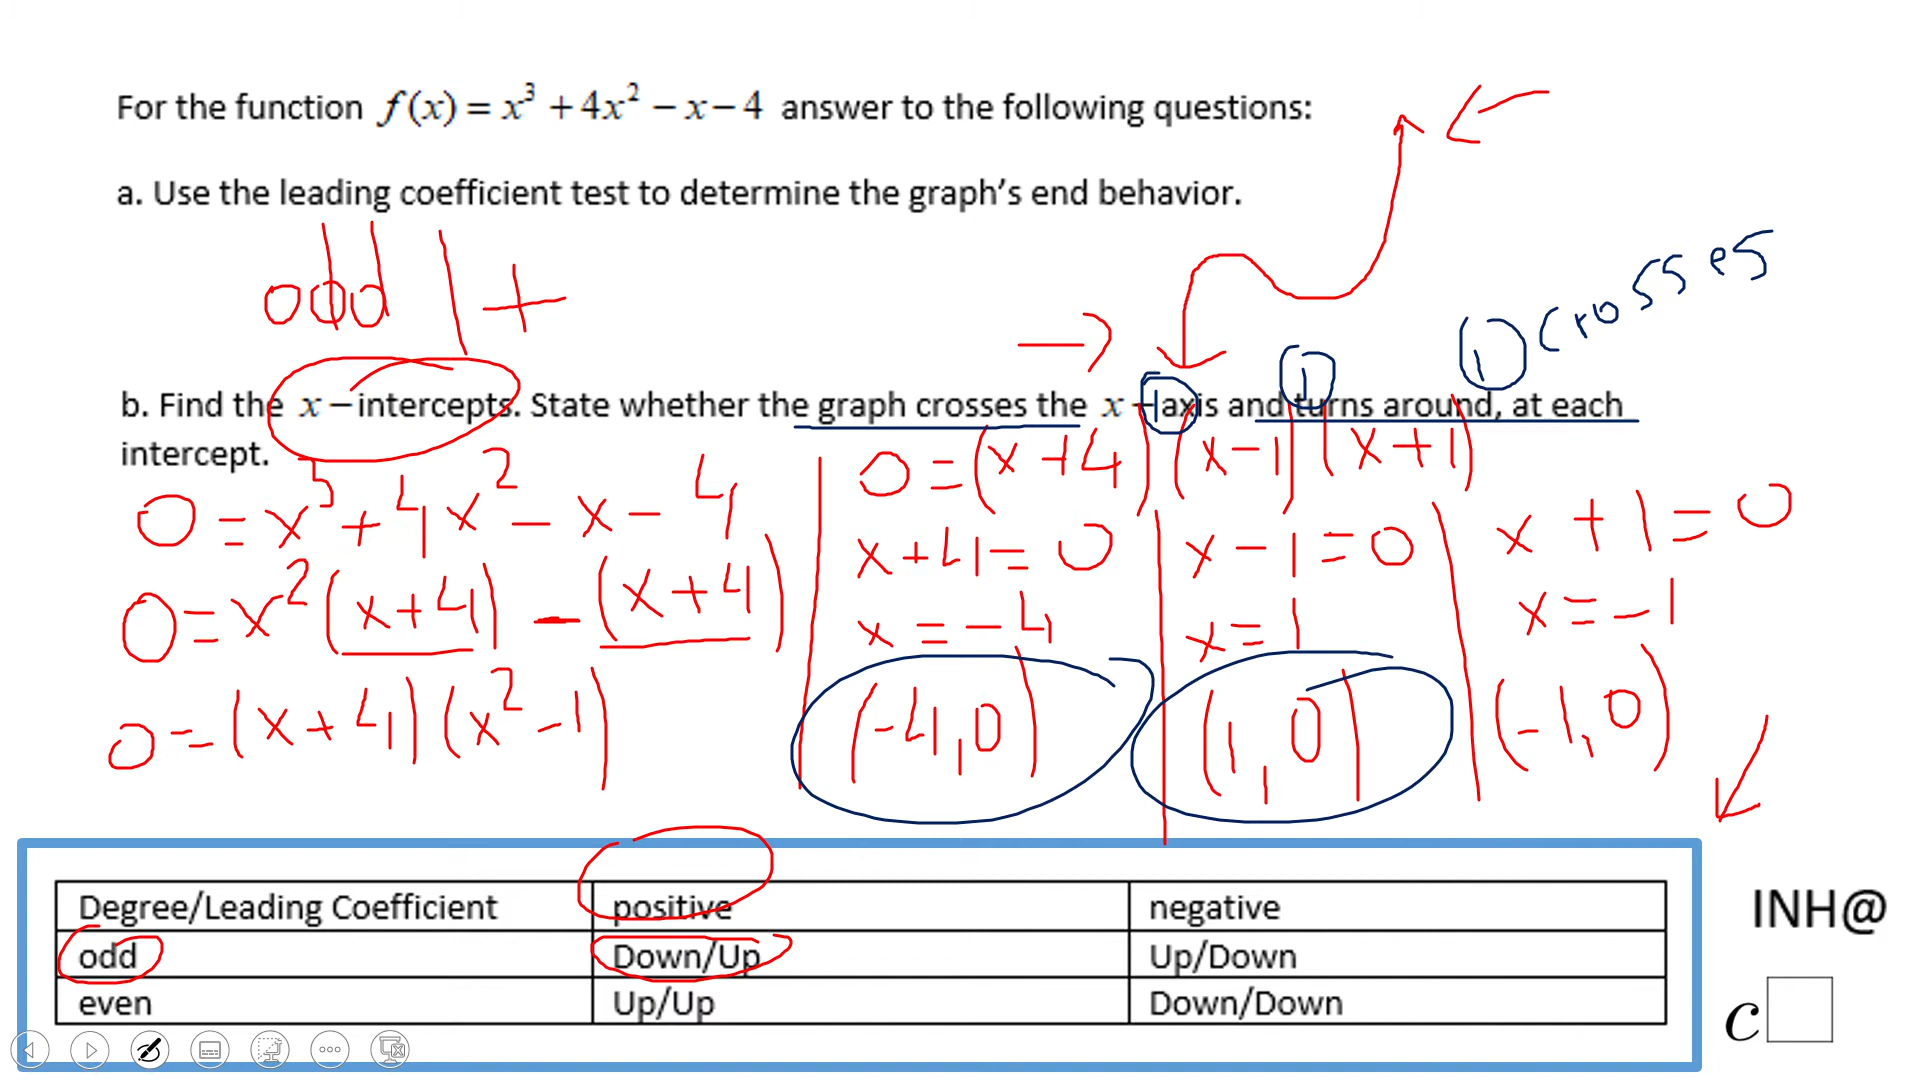 For the function f(x) = x³ + 4x² − x − 4 answer to the following questions:
a. Use the leading coefficient test to determine the graph's end behavior.
odd | +
1 1 1 crosses
b. Find the x − intercepts. State whether the graph crosses the x − axis and turns around, at each
intercept.
0 = x³ + 4x² − x − 4
0 = x²(x+4) − (x+4)
0 = (x+4)(x²−1)
0 = (x+4)(x−1)(x+1)
x+4 = 0
x = −4
(−4,0)
x−1 = 0
x = 1
(1,0)
x+1 = 0
x = −1
(−1,0)
Degree/Leading Coefficient positive negative
odd Down/Up Up/Down
even Up/Up Down/Down
INH@
c